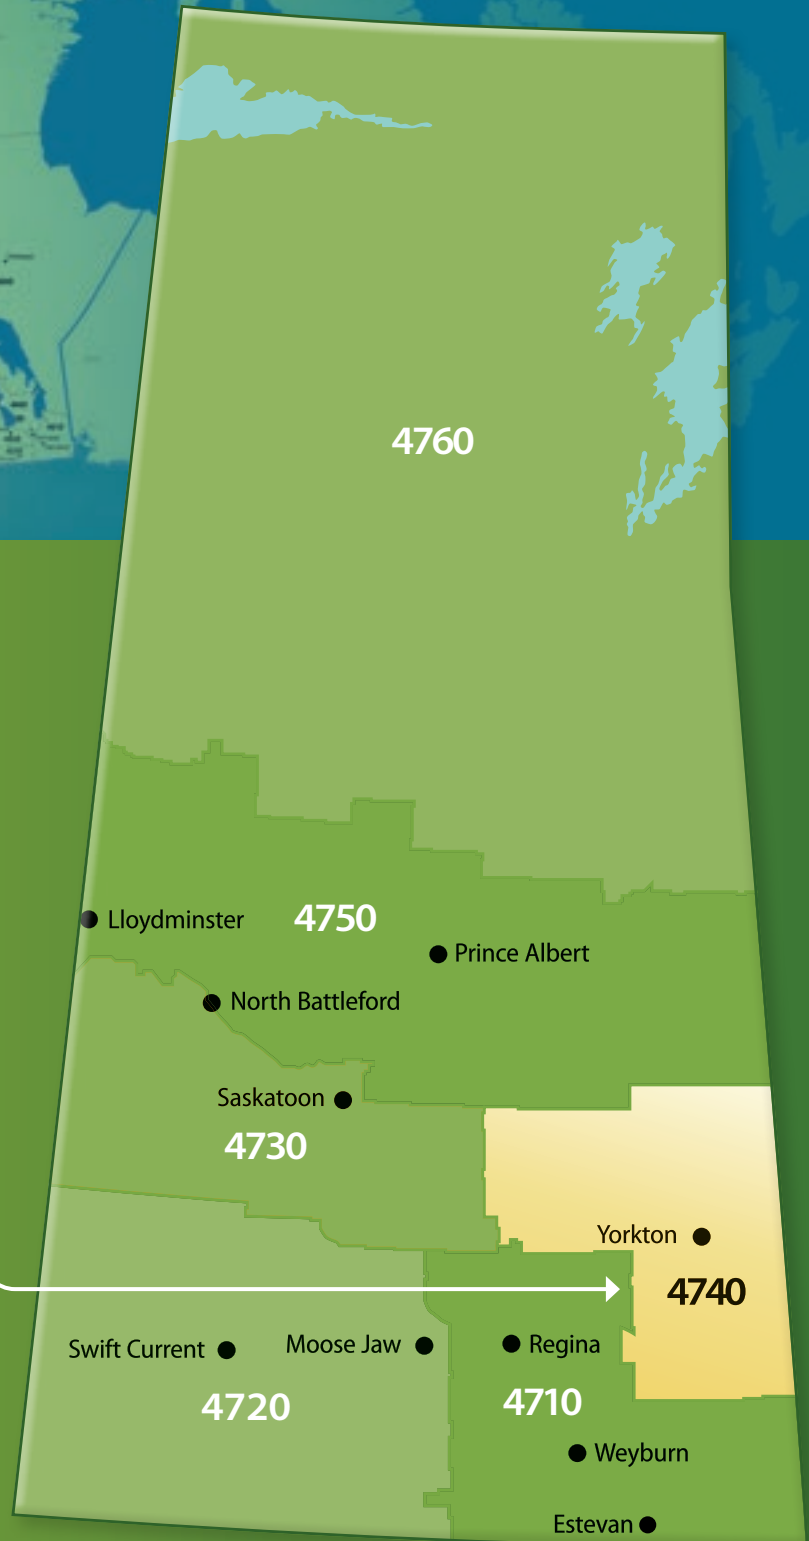 4760
Lloydminster
4750
Prince Albert
North Battleford
Saskatoon
4730
Yorkton
4740
Swift Current
Moose Jaw
Regina
4720
4710
Weyburn
Estevan